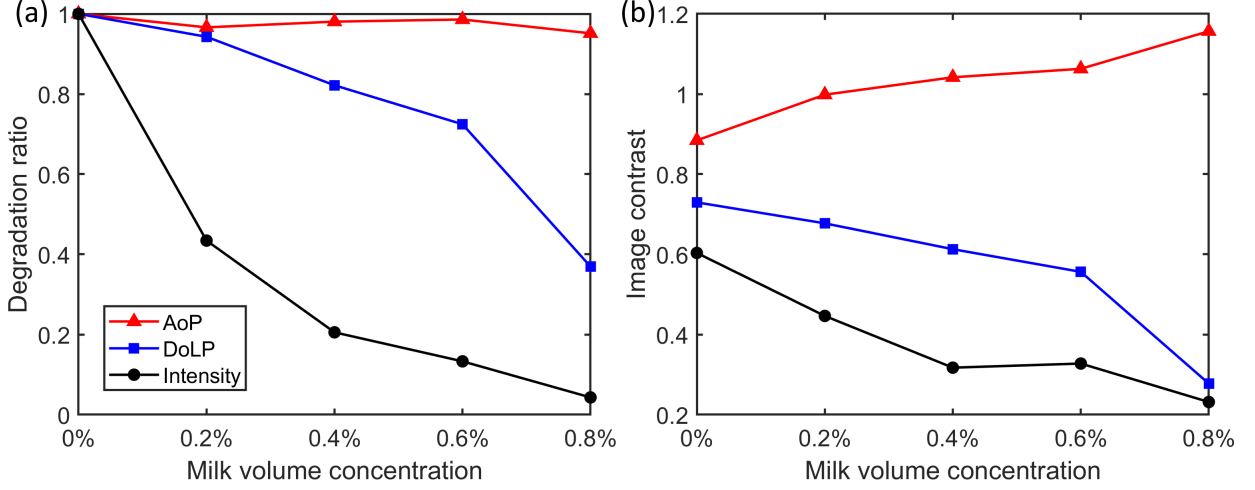 (a)
1
0.8
0.6
0.4
0.2
0
Degradation ratio
AoP
DoLP
Intensity
0%
0.2%
0.4%
0.6%
0.8%
Milk volume concentration
(b)
1.2
1
0.8
0.6
0.4
0.2
Image contrast
0%
0.2%
0.4%
0.6%
0.8%
Milk volume concentration